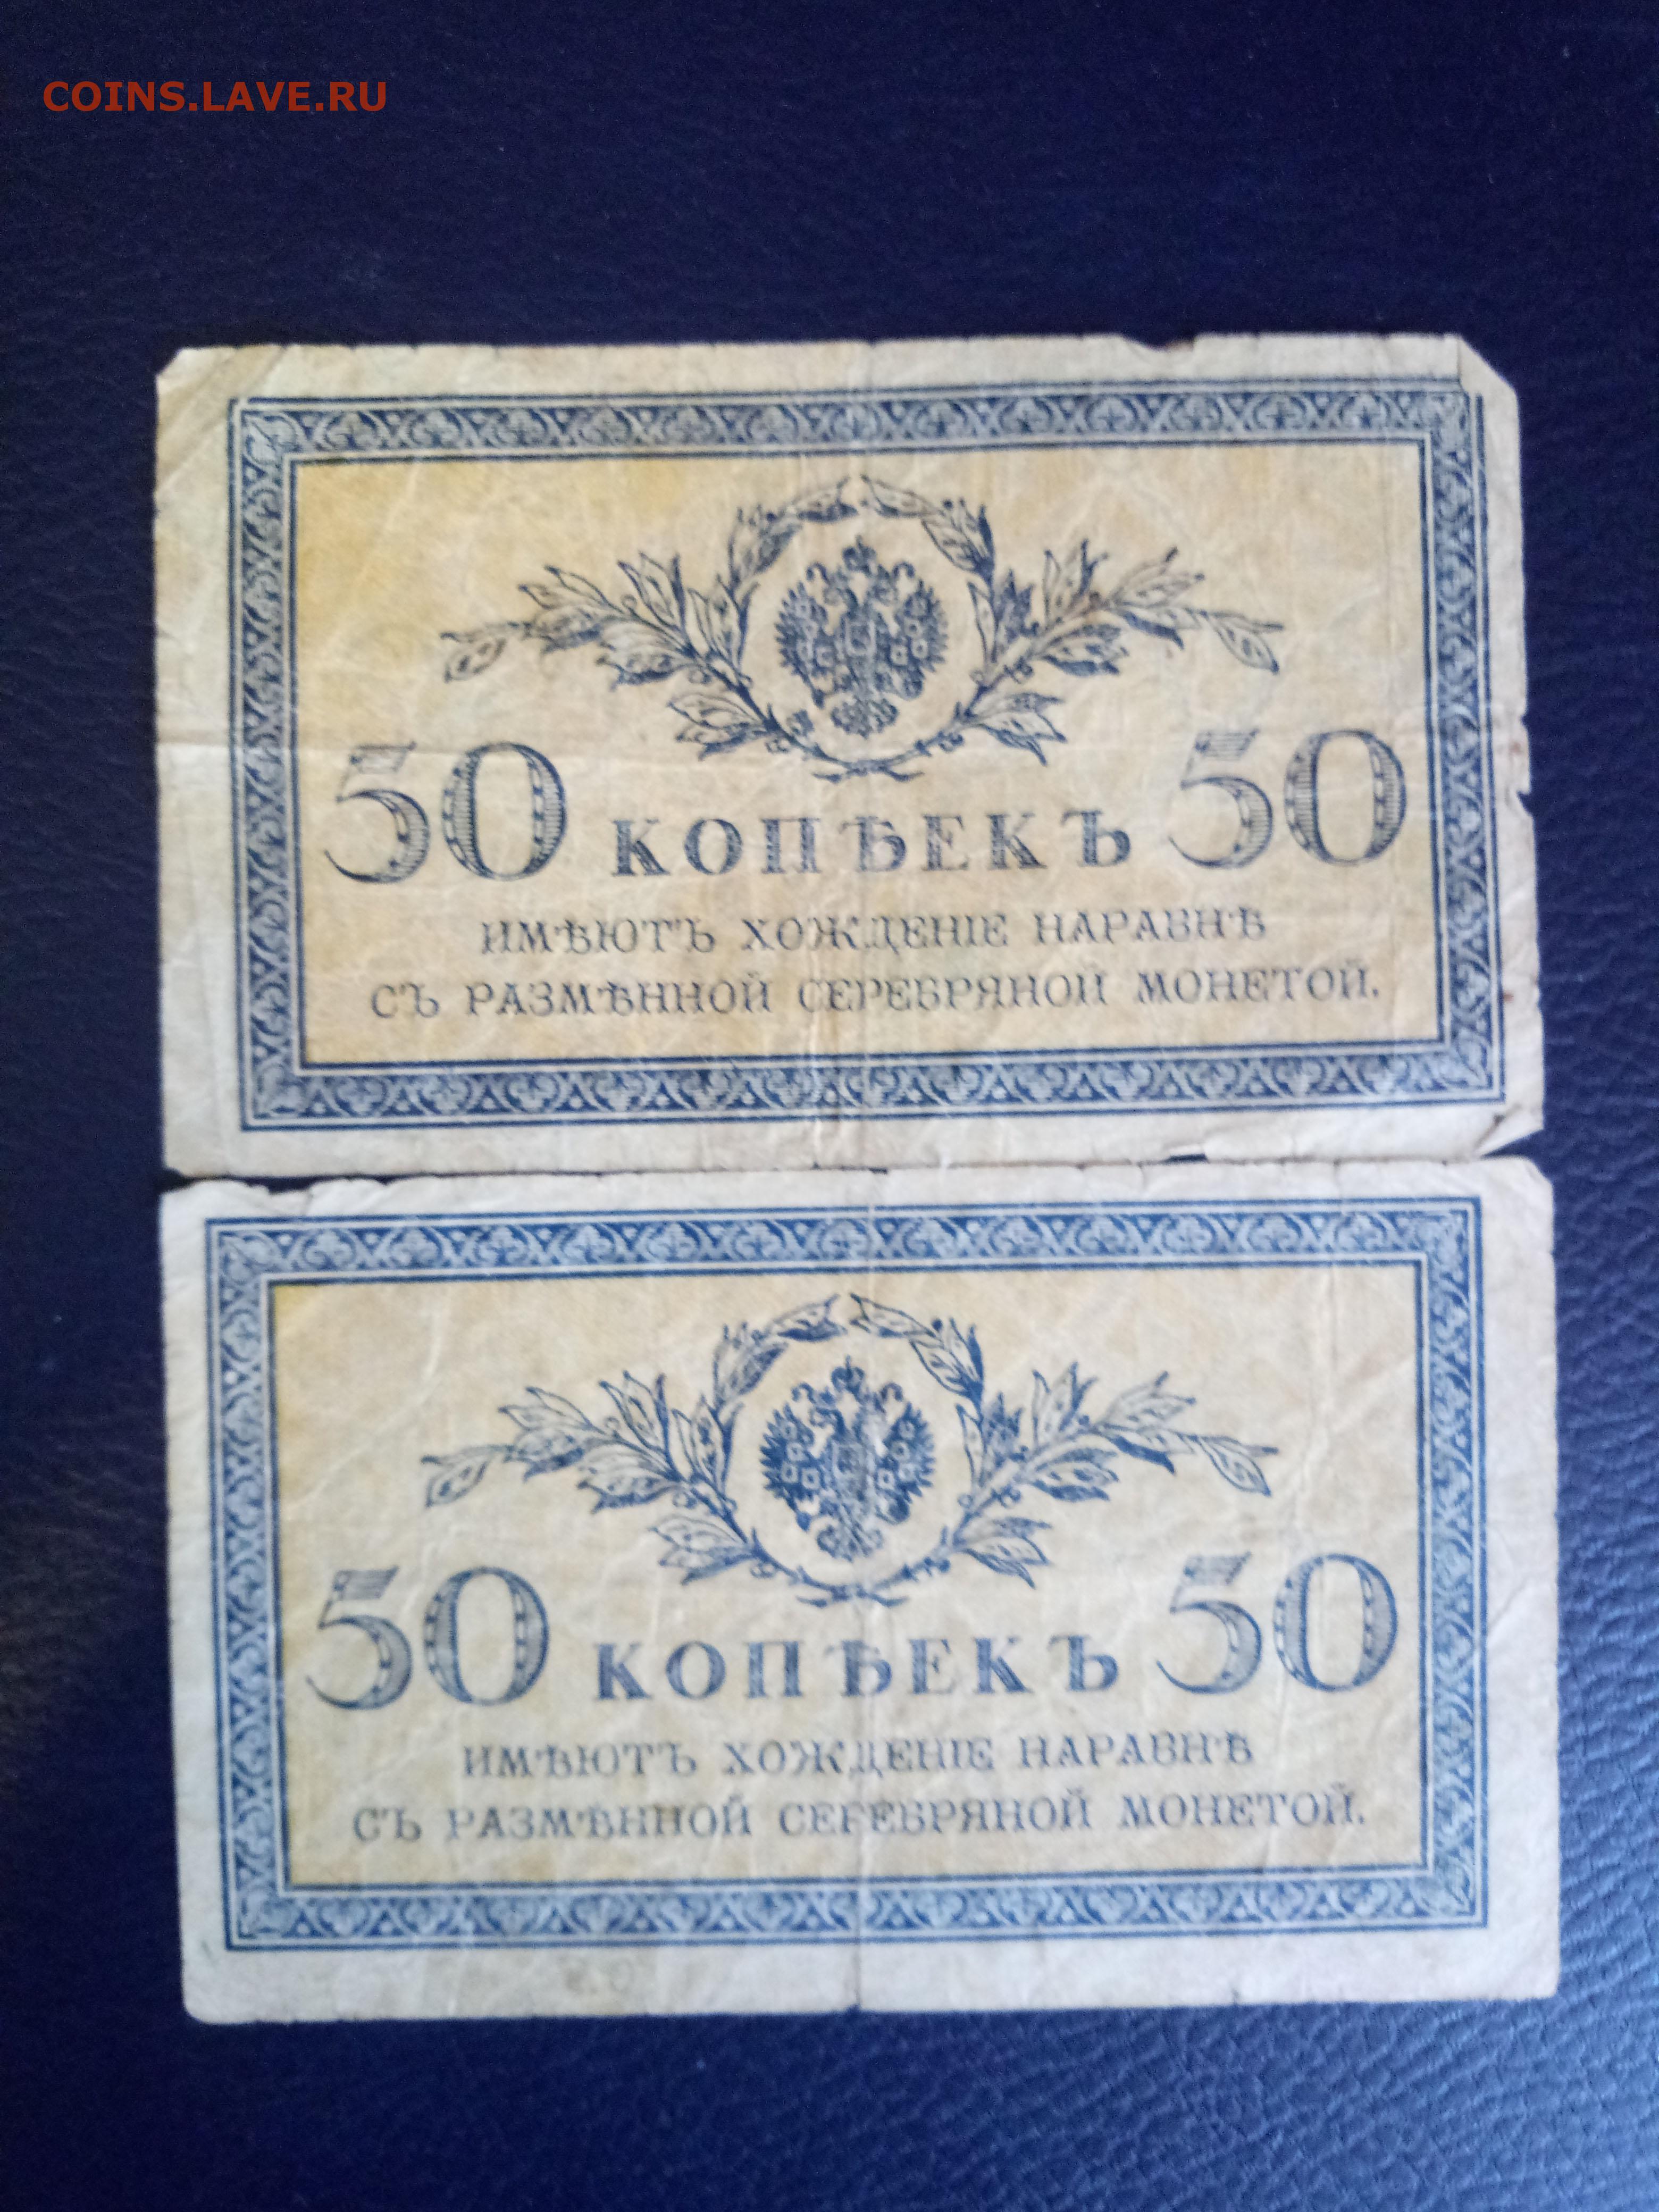 COINS.LAVE.RU
50 КОПѢЕКЪ 50
ИМѢЮТЪ ХОЖДЕНІЕ НАРАВНѢ
СЪ РАЗМѢННОЙ СЕРЕБРЯНОЙ МОНЕТОЙ.
50 КОПѢЕКЪ 50
ИМѢЮТЪ ХОЖДЕНІЕ НАРАВНѢ
СЪ РАЗМѢННОЙ СЕРЕБРЯНОЙ МОНЕТОЙ.